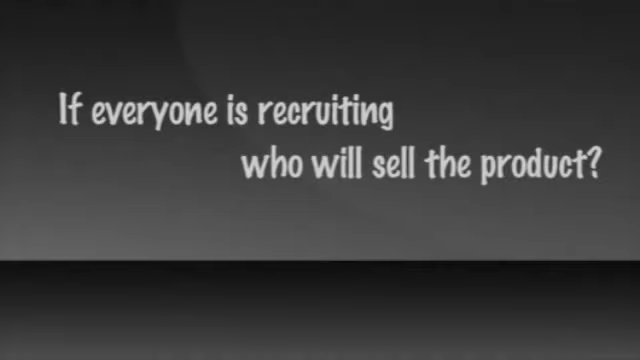 If everyone is recruiting
who will sell the product?